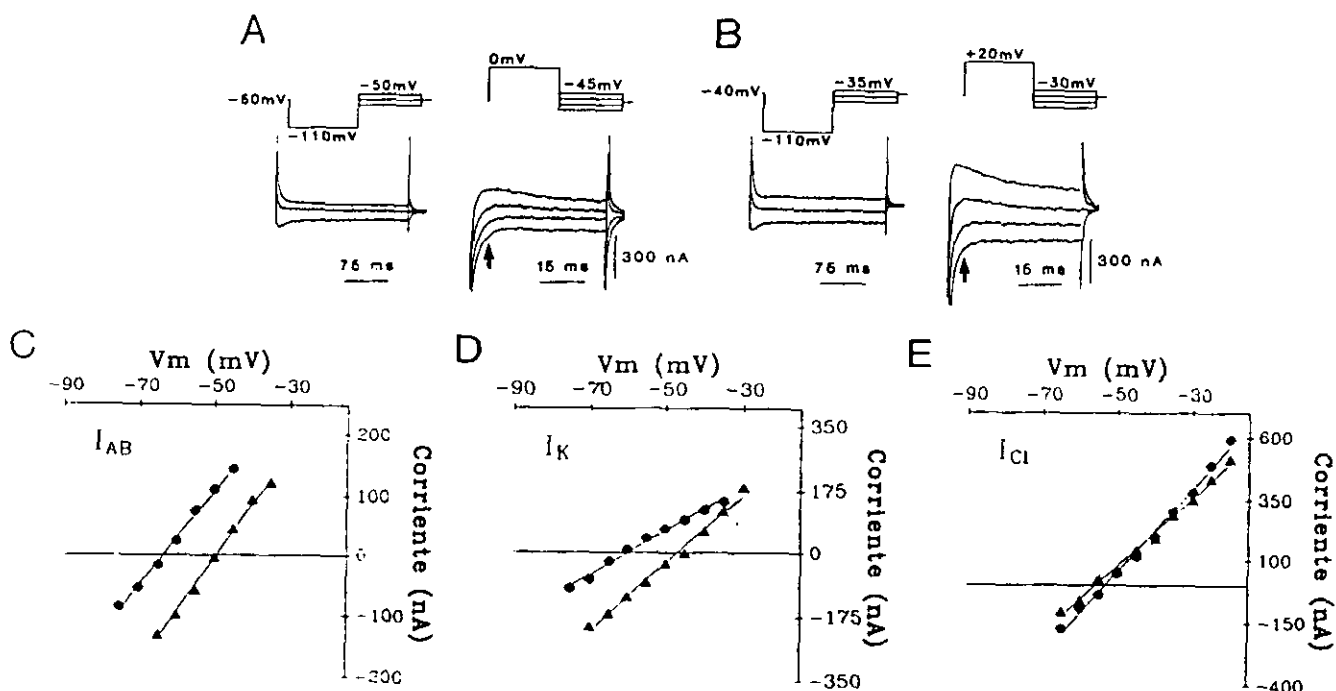 A
B
-60mV
-110mV
-50mV
0mV
-45mV
-40mV
-110mV
-35mV
+20mV
-30mV
75 ms
15 ms
300 nA
75 ms
15 ms
300 nA
C
Vm (mV)
-90 -70 -50 -30
I_AB
200
100
0
-100
-200
Corriente (nA)
D
Vm (mV)
-90 -70 -50 -30
I_K
350
175
0
-175
-350
Corriente (nA)
E
Vm (mV)
-90 -70 -50 -30
I_Cl
600
350
100
-150
-400
Corriente (nA)